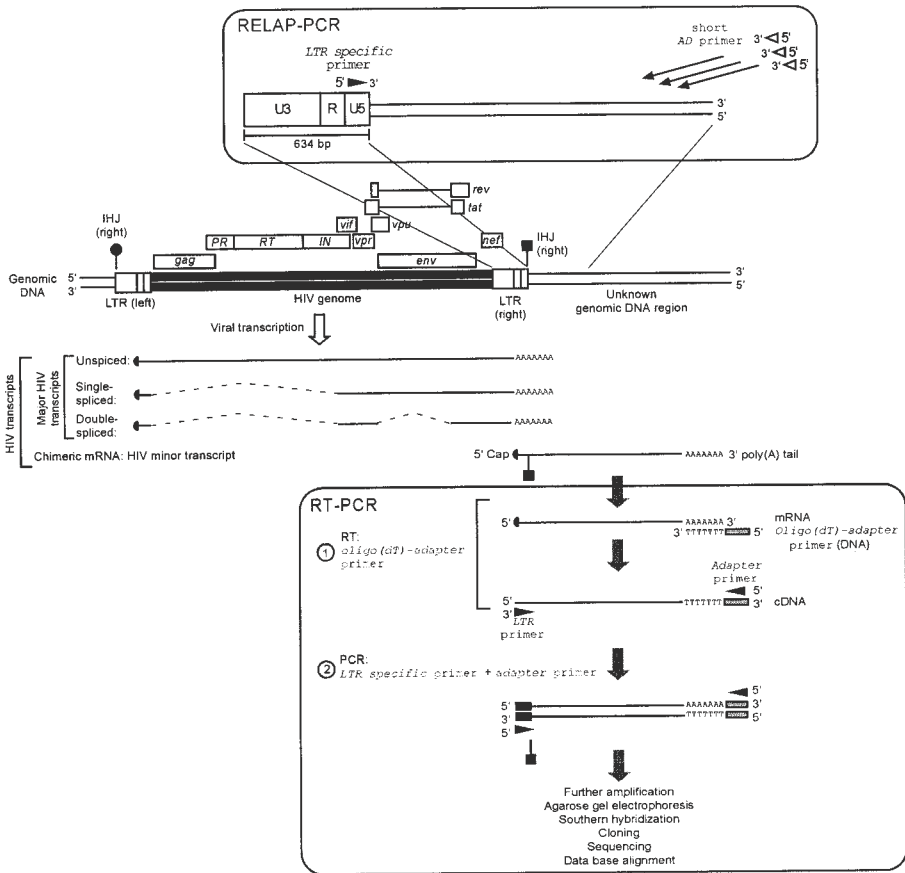 RELAP-PCR
LTR specific
primer
5' 3'
short
AD primer
3' 5'
3' 5'
3' 5'
U3 R U5
3'
5'
634 bp
rev
tat
IHJ
(right)
vif
vpu
PR RT IN vpr
nef
IHJ
(right)
gag
env
Genomic
DNA
5'
3'
3'
5'
LTR (left)
HIV genome
LTR
(right)
Unknown
genomic DNA region
Viral transcription
HIV transcripts
Major HIV
transcripts
Unspiced:
AAAAAAA
Single-
spliced:
AAAAAAA
Double-
spliced:
AAAAAAA
Chimeric mRNA: HIV minor transcript
5' Cap
AAAAAAA 3' poly(A) tail
RT-PCR
1
RT:
oligo(dT)-adapter
primer
5'
AAAAAAA 3'
3' TTTTTTT 5'
mRNA
Oligo(dT)-adapter
primer (DNA)
Adapter
primer
5'
5'
TTTTTTT 3'
cDNA
3'
LTR
primer
2
PCR:
LTR specific primer + adapter primer
5'
5' AAAAAAA 3'
3' TTTTTTT 5'
5'
Further amplification
Agarose gel electrophoresis
Southern hybridization
Cloning
Sequencing
Data base alignment